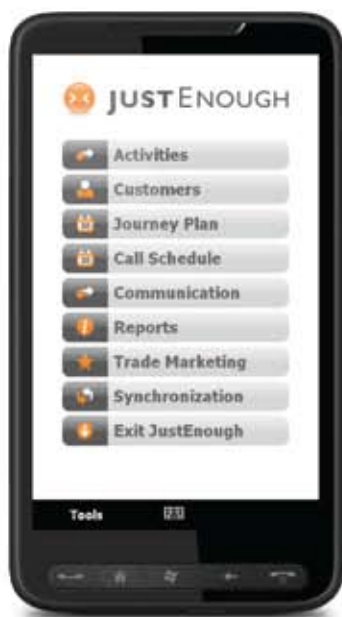 JUSTENOUGH
Activities
Customers
Journey Plan
Call Schedule
Communication
Reports
Trade Marketing
Synchronization
Exit JustEnough
Tools